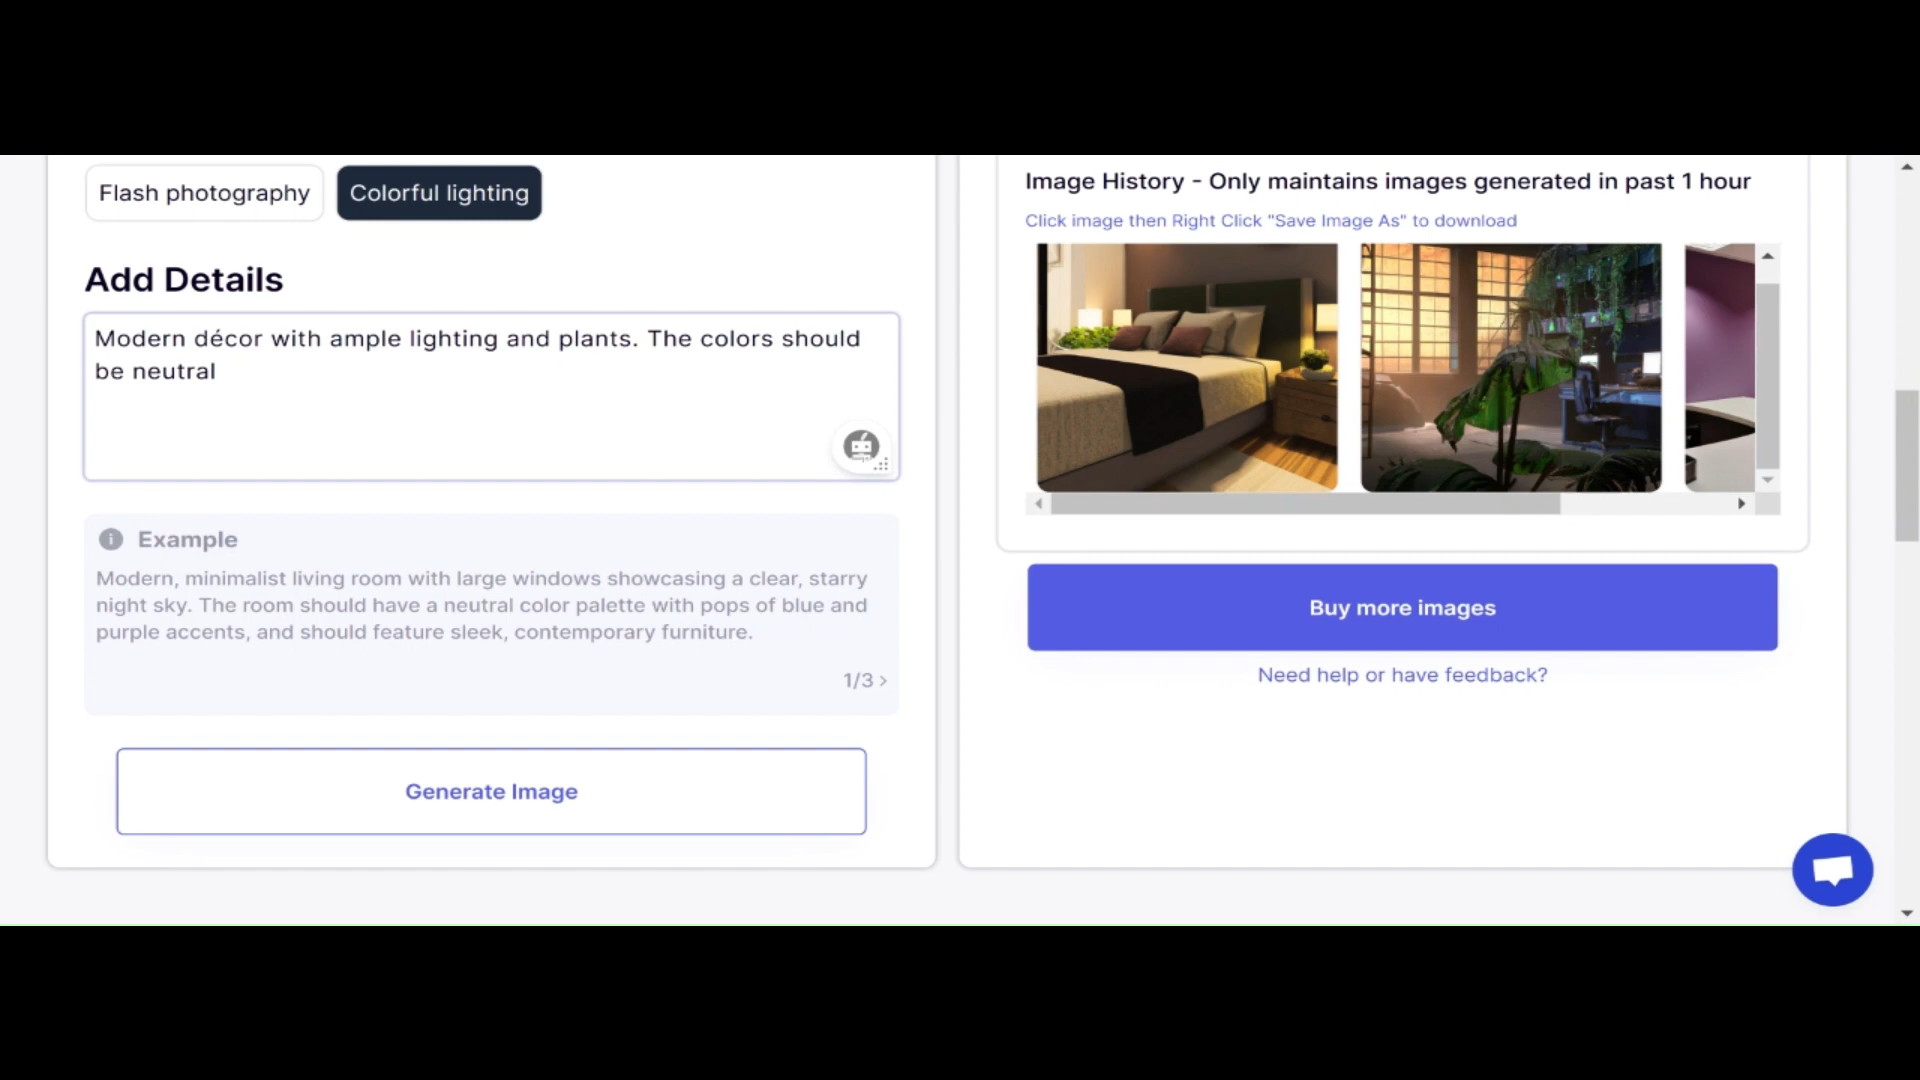 Flash photography
Colorful lighting
Add Details
Modern décor with ample lighting and plants. The colors should
be neutral
Example
Modern, minimalist living room with large windows showcasing a clear, starry
night sky. The room should have a neutral color palette with pops of blue and
purple accents, and should feature sleek, contemporary furniture.
1/3 >
Generate Image
Image History - Only maintains images generated in past 1 hour
Click image then Right Click "Save Image As" to download
Buy more images
Need help or have feedback?